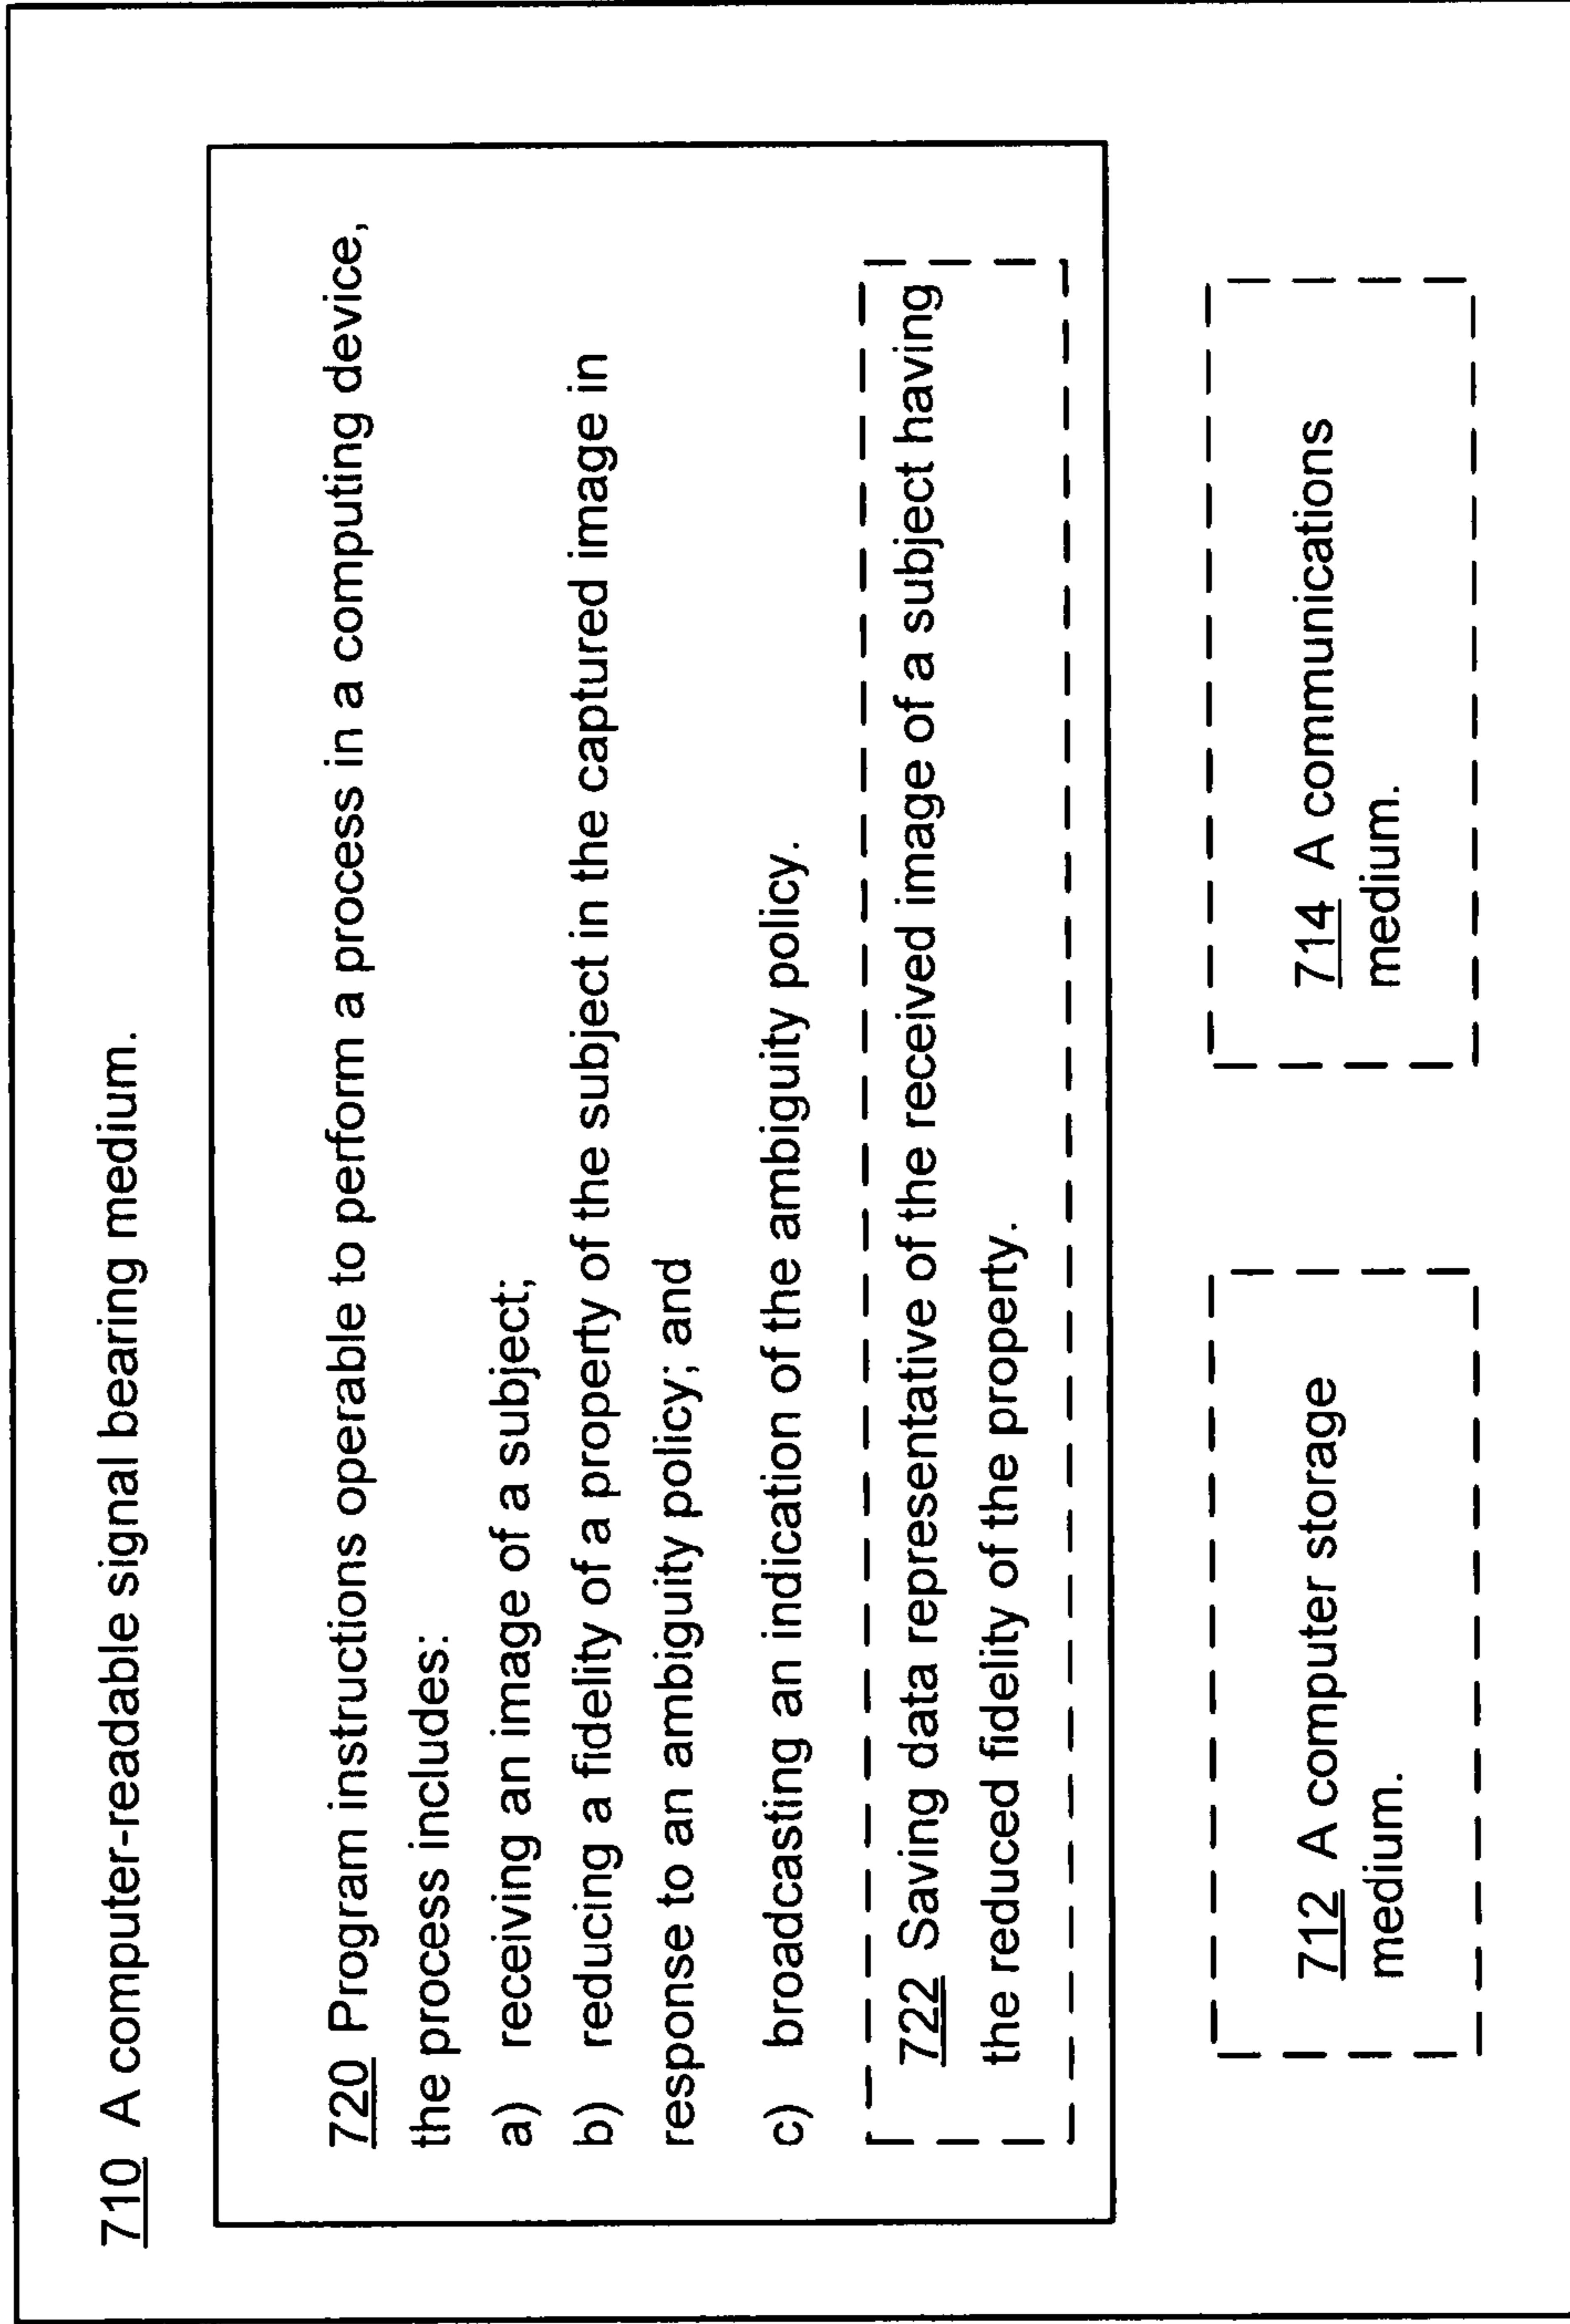 710 A computer-readable signal bearing medium.
720 Program instructions operable to perform a process in a computing device,
the process includes:
a) receiving an image of a subject;
b) reducing a fidelity of a property of the subject in the captured image in
response to an ambiguity policy; and
c) broadcasting an indication of the ambiguity policy.
722 Saving data representative of the received image of a subject having
the reduced fidelity of the property.
712 A computer storage
medium.
714 A communications
medium.